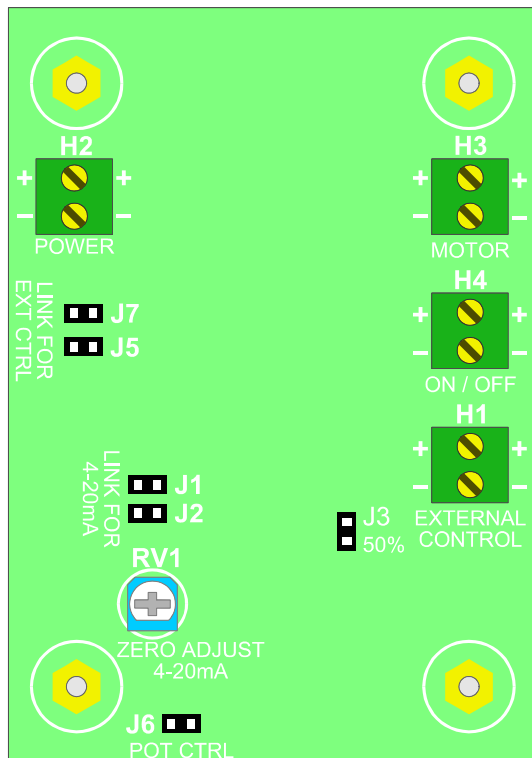 H2
H3
+ +
+ +
− −
− −
POWER
MOTOR
H4
LINK FOR
EXT CTRL
J7
J5
+ +
− −
ON / OFF
H1
+ +
− −
LINK FOR
4-20mA
J1
J2
J3
50%
EXTERNAL
CONTROL
RV1
ZERO ADJUST
4-20mA
J6
POT CTRL